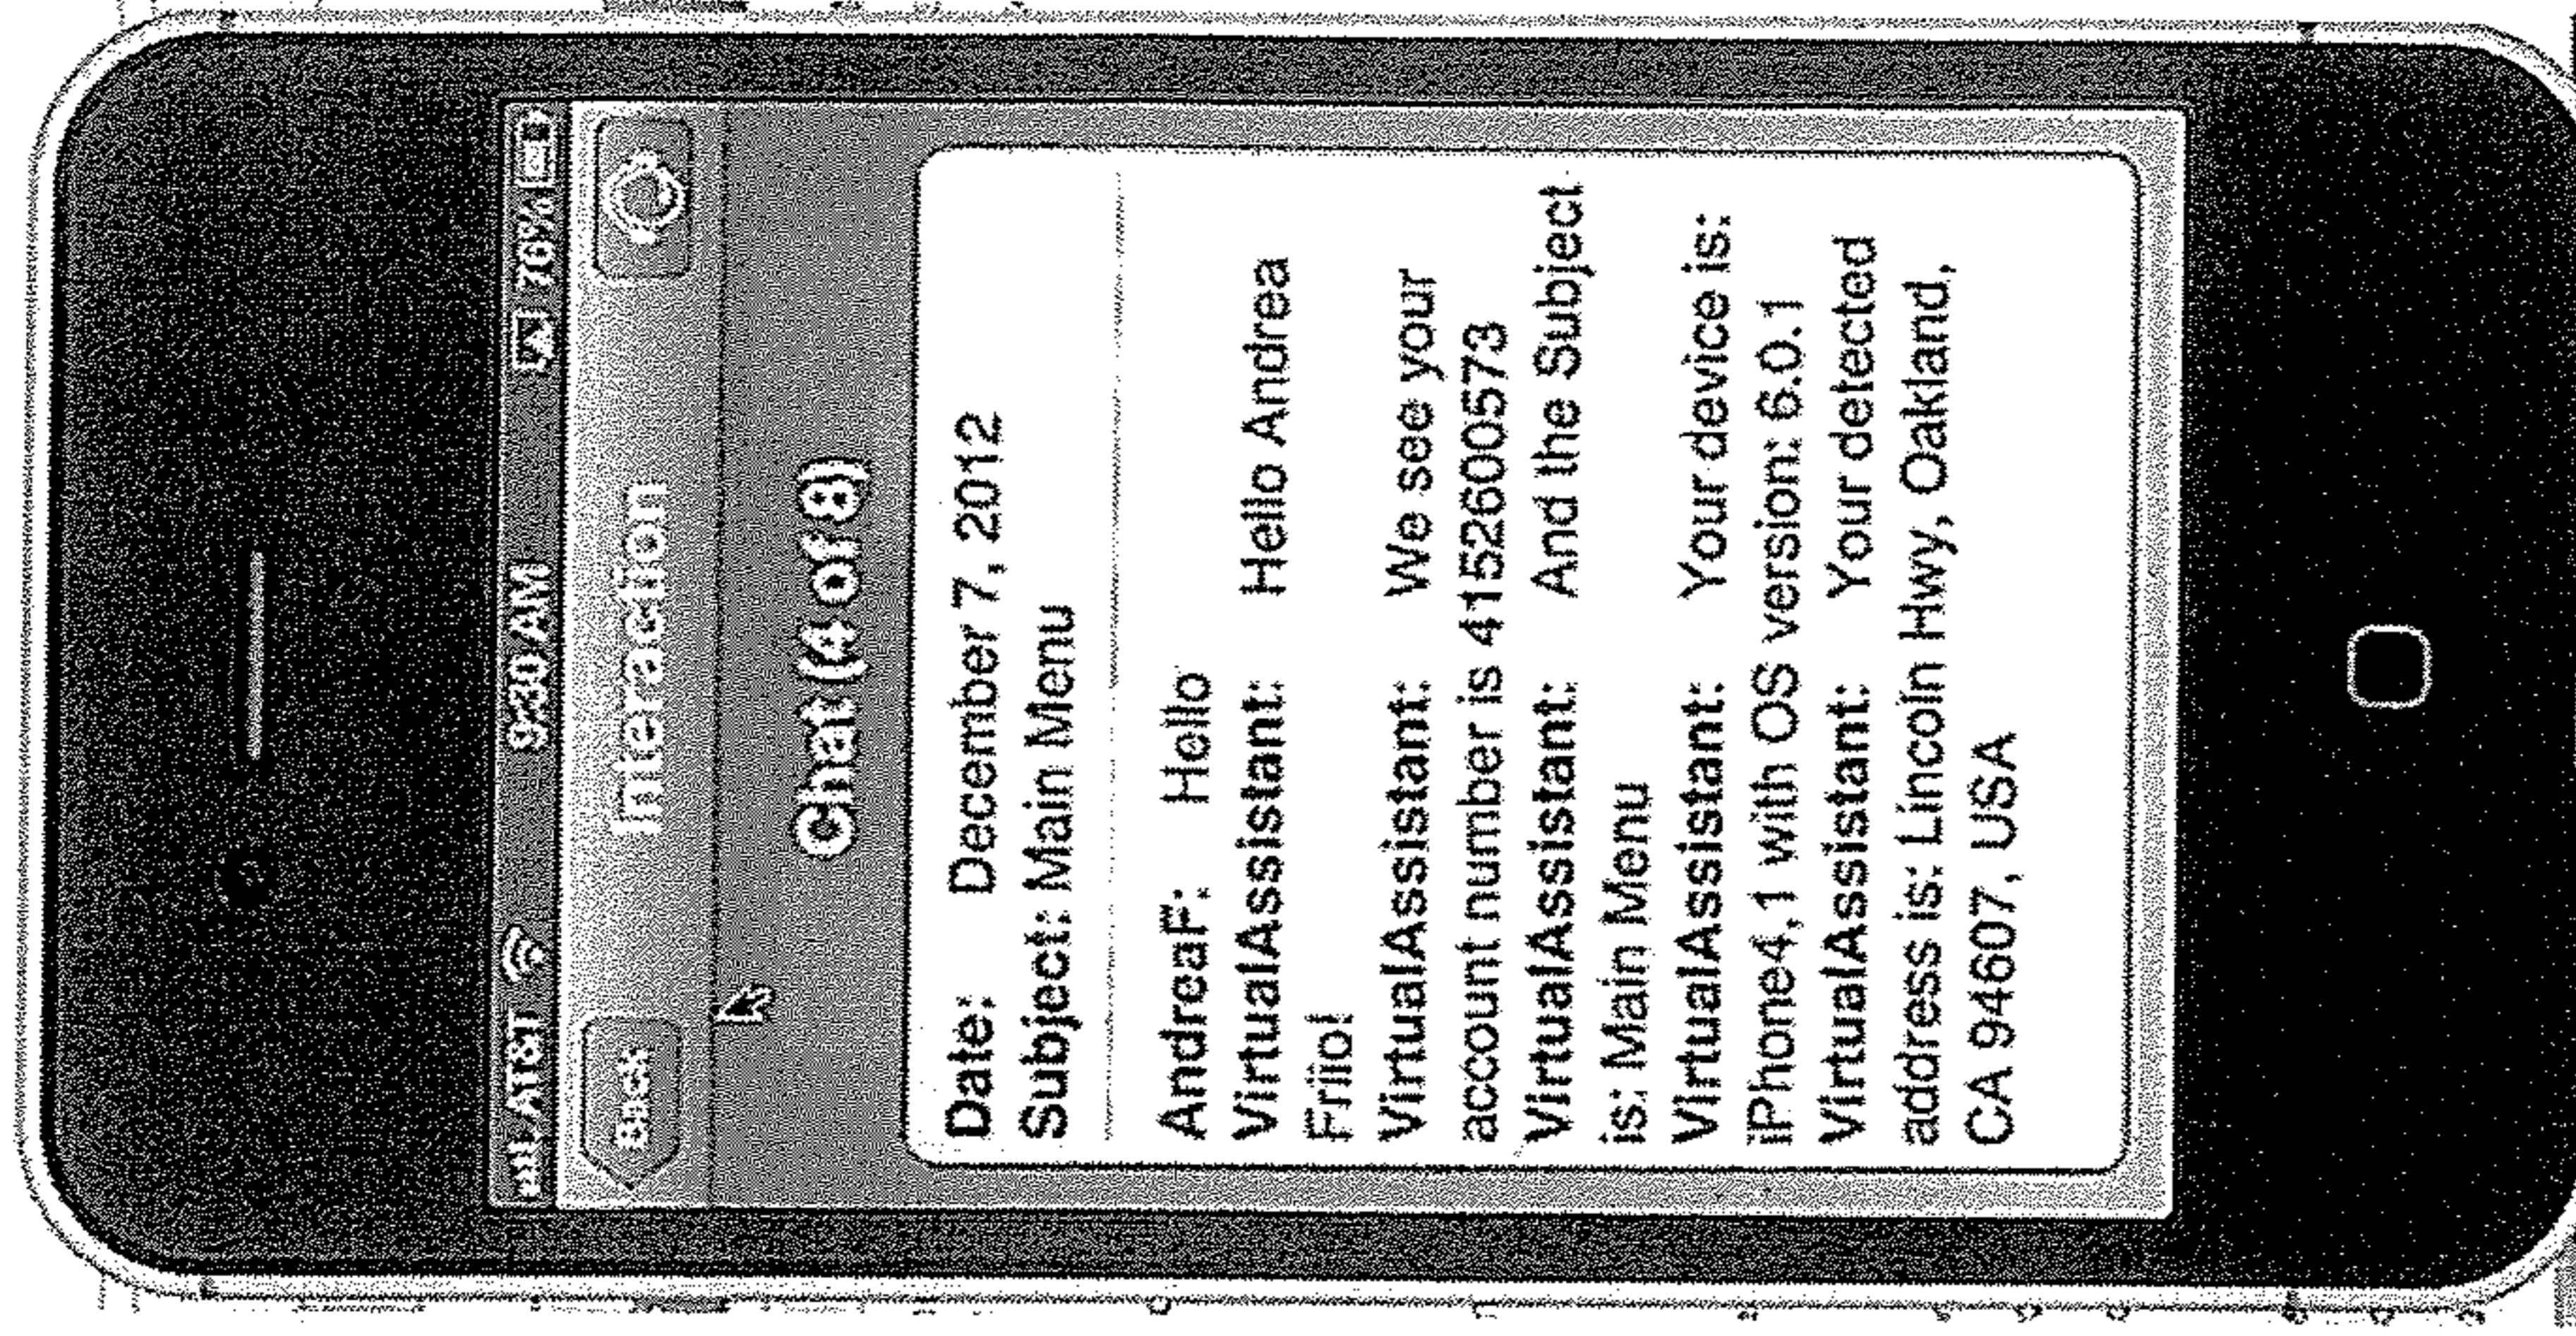 AT&T 9:30 AM 76%
Back Interaction
Chat (4 of 8)
Date: December 7, 2012
Subject: Main Menu
AndreaF: Hello
VirtualAssistant: Hello Andrea
Friio!
VirtualAssistant: We see your
account number is 4152600573
VirtualAssistant: And the Subject
is: Main Menu
VirtualAssistant: Your device is:
iPhone4,1 with OS version: 6.0.1
VirtualAssistant: Your detected
address is: Lincoln Hwy, Oakland,
CA 94607, USA